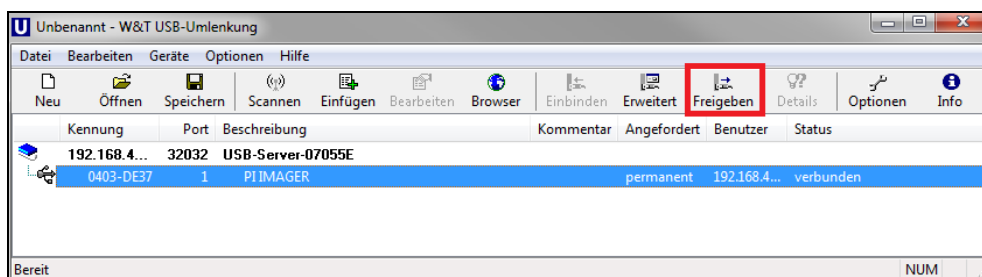 Unbenannt - W&T USB-Umlenkung
Datei Bearbeiten Geräte Optionen Hilfe
Neu Öffnen Speichern Scannen Einfügen Bearbeiten Browser Einbinden Erweitert Freigeben Details Optionen Info
Kennung Port Beschreibung Kommentar Angefordert Benutzer Status
192.168.4... 32032 USB-Server-07055E
0403-DE37 1 PI IMAGER permanent 192.168.4... verbunden
Bereit NUM